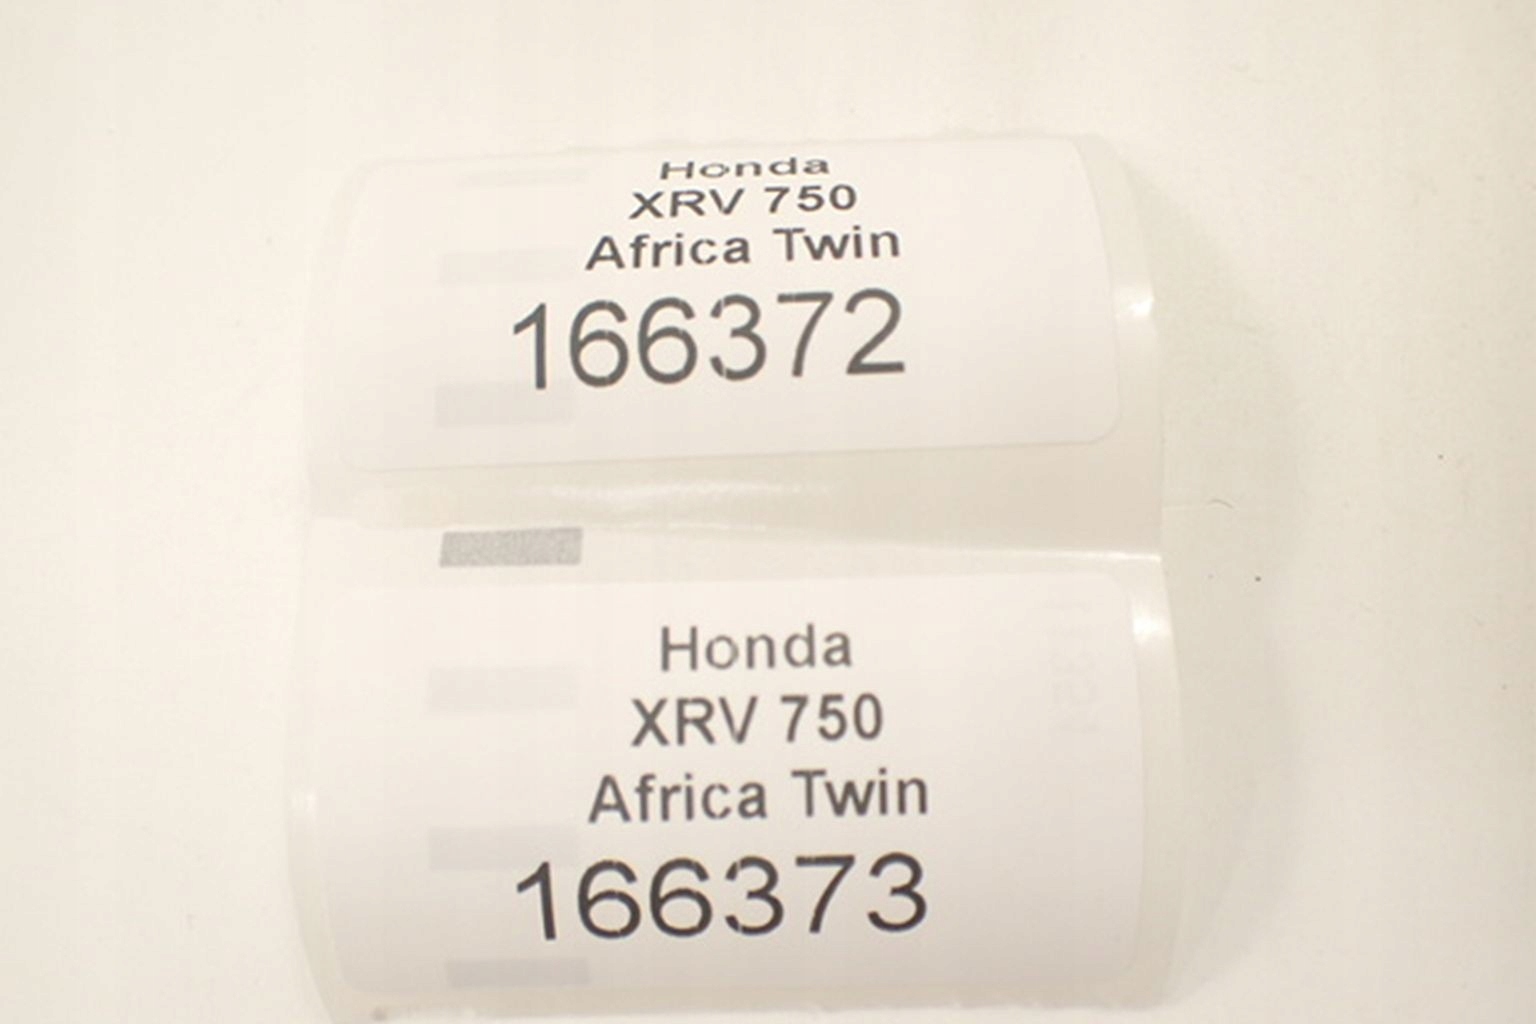 Honda
XRV 750
Africa Twin
166372
Honda
XRV 750
Africa Twin
166373